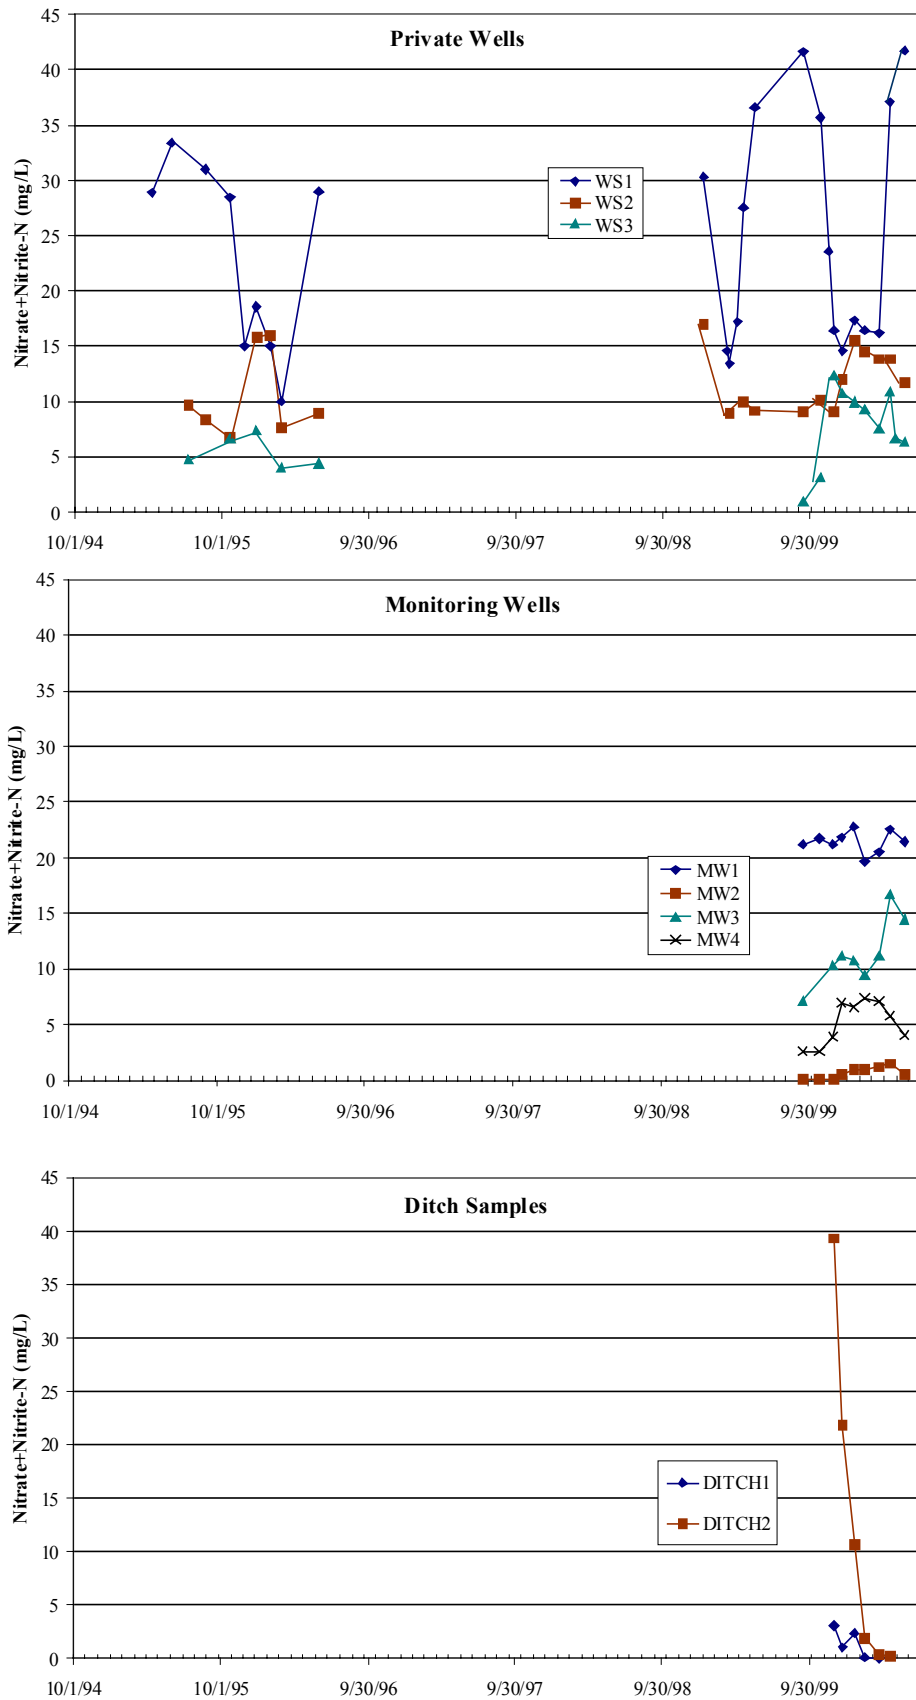 Private Wells
Nitrate+Nitrite-N (mg/L)
45
40
35
30
25
20
15
10
5
0
WS1
WS2
WS3
10/1/94 10/1/95 9/30/96 9/30/97 9/30/98 9/30/99
Monitoring Wells
Nitrate+Nitrite-N (mg/L)
45
40
35
30
25
20
15
10
5
0
MW1
MW2
MW3
MW4
10/1/94 10/1/95 9/30/96 9/30/97 9/30/98 9/30/99
Ditch Samples
Nitrate+Nitrite-N (mg/L)
45
40
35
30
25
20
15
10
5
0
DITCH1
DITCH2
10/1/94 10/1/95 9/30/96 9/30/97 9/30/98 9/30/99